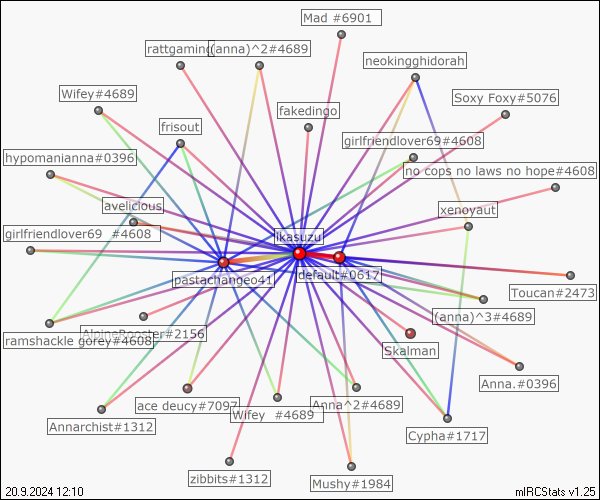 Mad #6901
rattgaming
(anna)^2#4689
neokingghidorah
Wifey#4689
Soxy Foxy#5076
fakedingo
frisout
girlfriendlover69#4608
hypomanianna#0396
no cops no laws no hope#4608
avelicious
xenoyaut
girlfriendlover69 #4608
ikasuzu
pastachangeo41
default#0617
Toucan#2473
(anna)^3#4689
AlpineRooster#2156
ramshackle gorey#4608
Skalman
Anna.#0396
ace deucy#7097
Anna^2#4689
Wifey #4689
Annarchist#1312
Cypha#1717
zibbits#1312
Mushy#1984
20.9.2024 12:10
mIRCStats v1.25